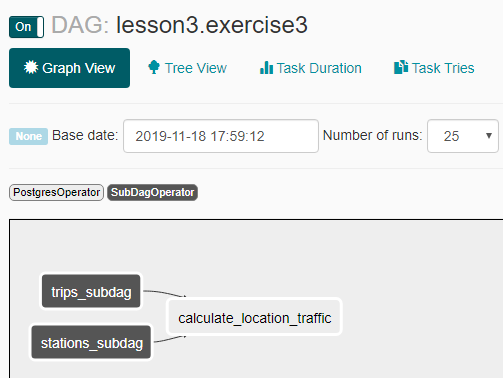 On DAG: lesson3.exercise3
Graph View Tree View Task Duration Task Tries
None Base date: 2019-11-18 17:59:12 Number of runs: 25
PostgresOperator SubDagOperator
trips_subdag
calculate_location_traffic
stations_subdag